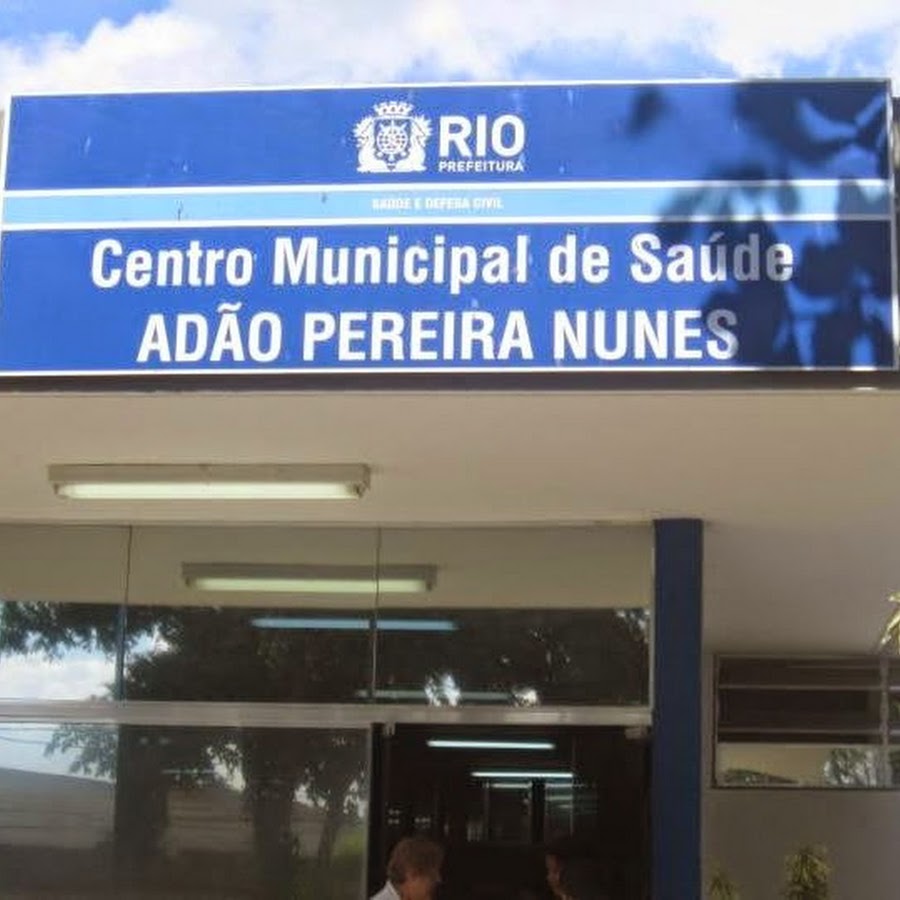 RIO
PREFEITURA
SAÚDE E DEFESA CIVIL
Centro Municipal de Saúde
ADÃO PEREIRA NUNES